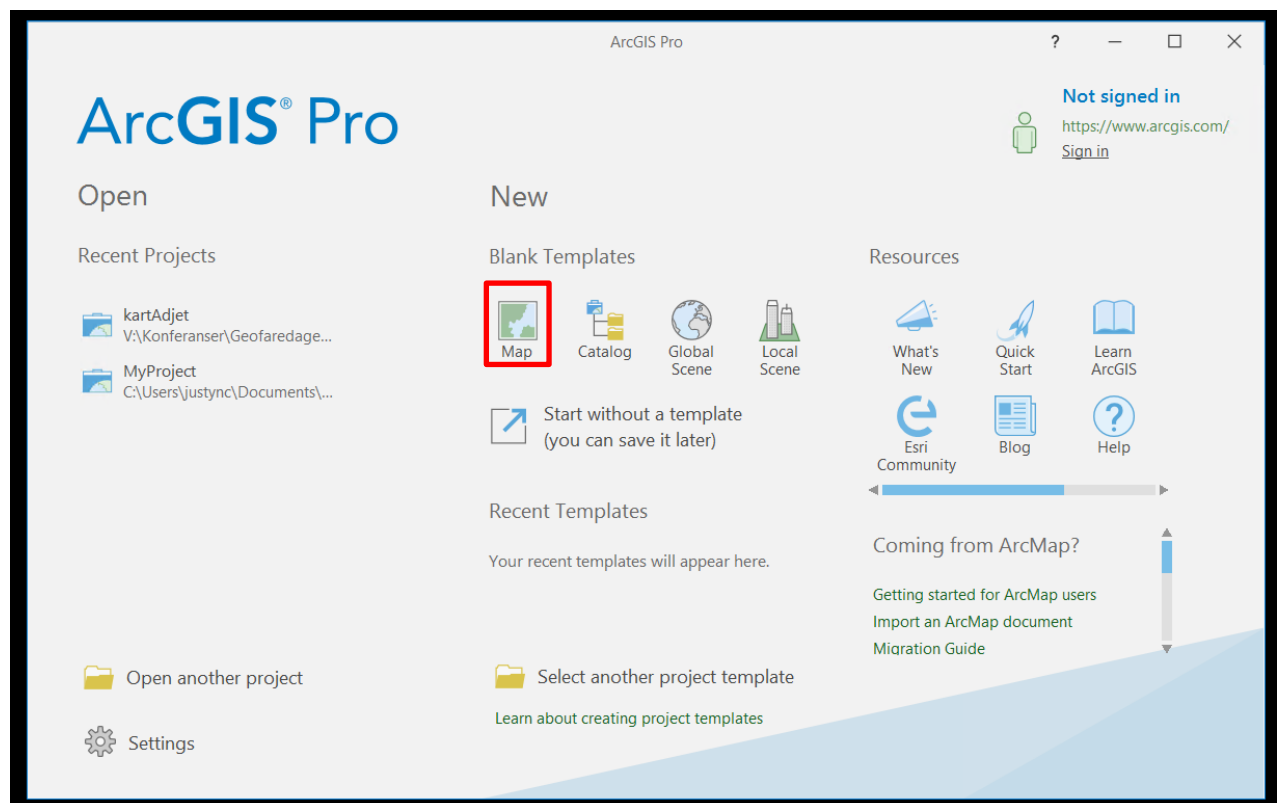 ArcGIS Pro
?
ArcGIS® Pro
Not signed in
https://www.arcgis.com/
Sign in
Open
New
Recent Projects
kartAdjet
V:\Konferanser\Geofaredage...
MyProject
C:\Users\justync\Documents\...
Blank Templates
Map
Catalog
Global
Scene
Local
Scene
Start without a template
(you can save it later)
Recent Templates
Your recent templates will appear here.
Resources
What's
New
Quick
Start
Learn
ArcGIS
Esri
Community
Blog
Help
Coming from ArcMap?
Getting started for ArcMap users
Import an ArcMap document
Migration Guide
Open another project
Settings
Select another project template
Learn about creating project templates